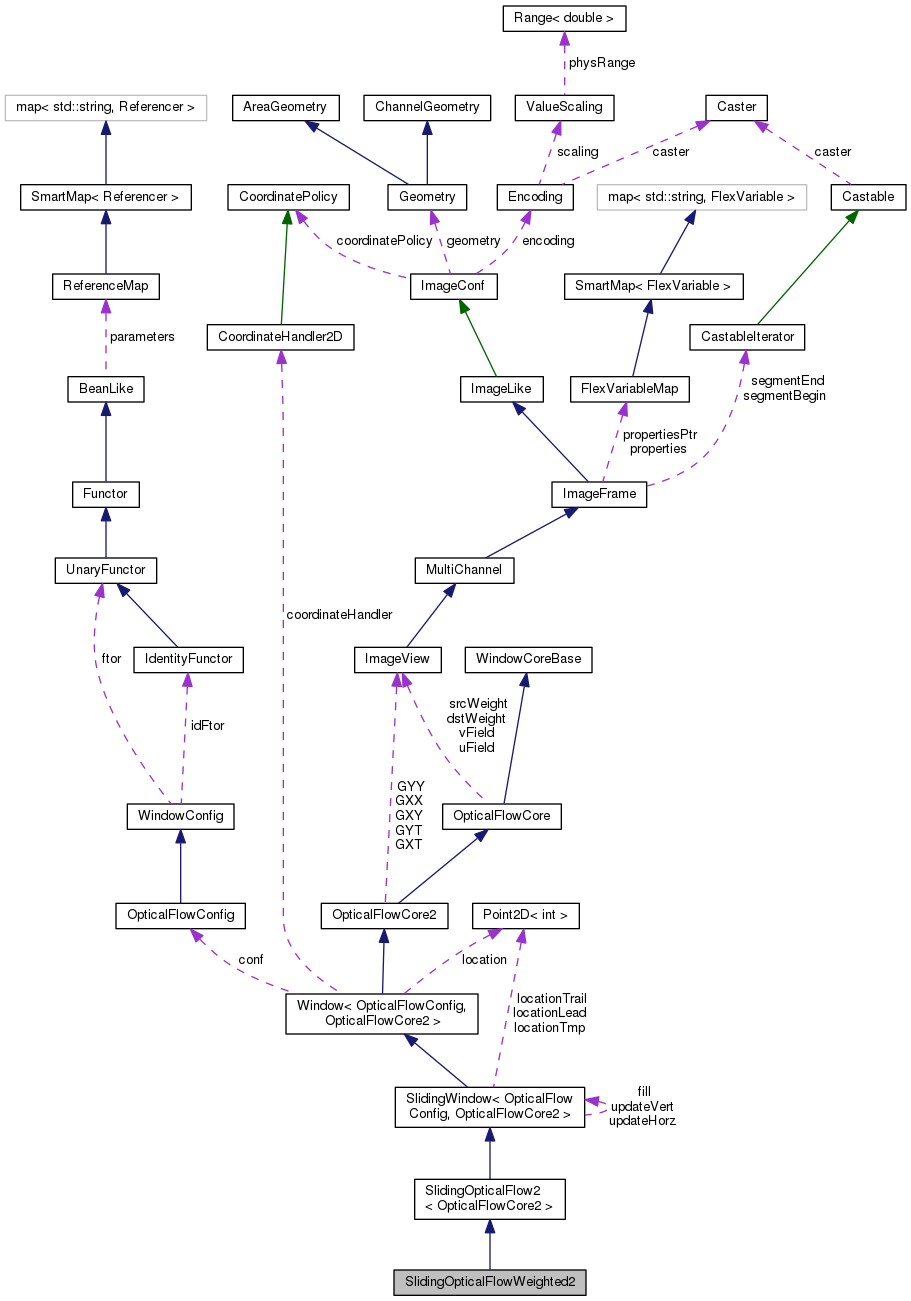 Range< double >
physRange
map< std::string, Referencer >
AreaGeometry
ChannelGeometry
ValueScaling
Caster
scaling
caster
caster
SmartMap< Referencer >
CoordinatePolicy
Geometry
Encoding
map< std::string, FlexVariable >
Castable
coordinatePolicy
geometry
encoding
ReferenceMap
ImageConf
SmartMap< FlexVariable >
parameters
CoordinateHandler2D
CastableIterator
BeanLike
ImageLike
FlexVariableMap
segmentEnd
segmentBegin
propertiesPtr
properties
Functor
ImageFrame
UnaryFunctor
MultiChannel
coordinateHandler
ftor
IdentityFunctor
ImageView
WindowCoreBase
idFtor
srcWeight
dstWeight
vField
uField
GYY
GXX
GXY
GYT
GXT
WindowConfig
OpticalFlowCore
OpticalFlowConfig
OpticalFlowCore2
Point2D< int >
conf
location
Window< OpticalFlowConfig,
OpticalFlowCore2 >
locationTrail
locationLead
locationTmp
SlidingWindow< OpticalFlow
Config, OpticalFlowCore2 >
fill
updateVert
updateHorz
SlidingOpticalFlow2
< OpticalFlowCore2 >
SlidingOpticalFlowWeighted2